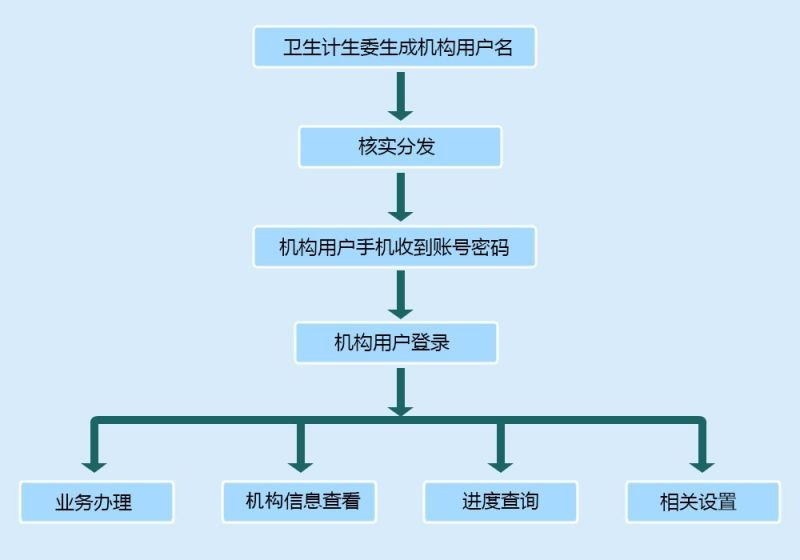 卫生计生委生成机构用户名
核实分发
机构用户手机收到账号密码
机构用户登录
业务办理
机构信息查看
进度查询
相关设置